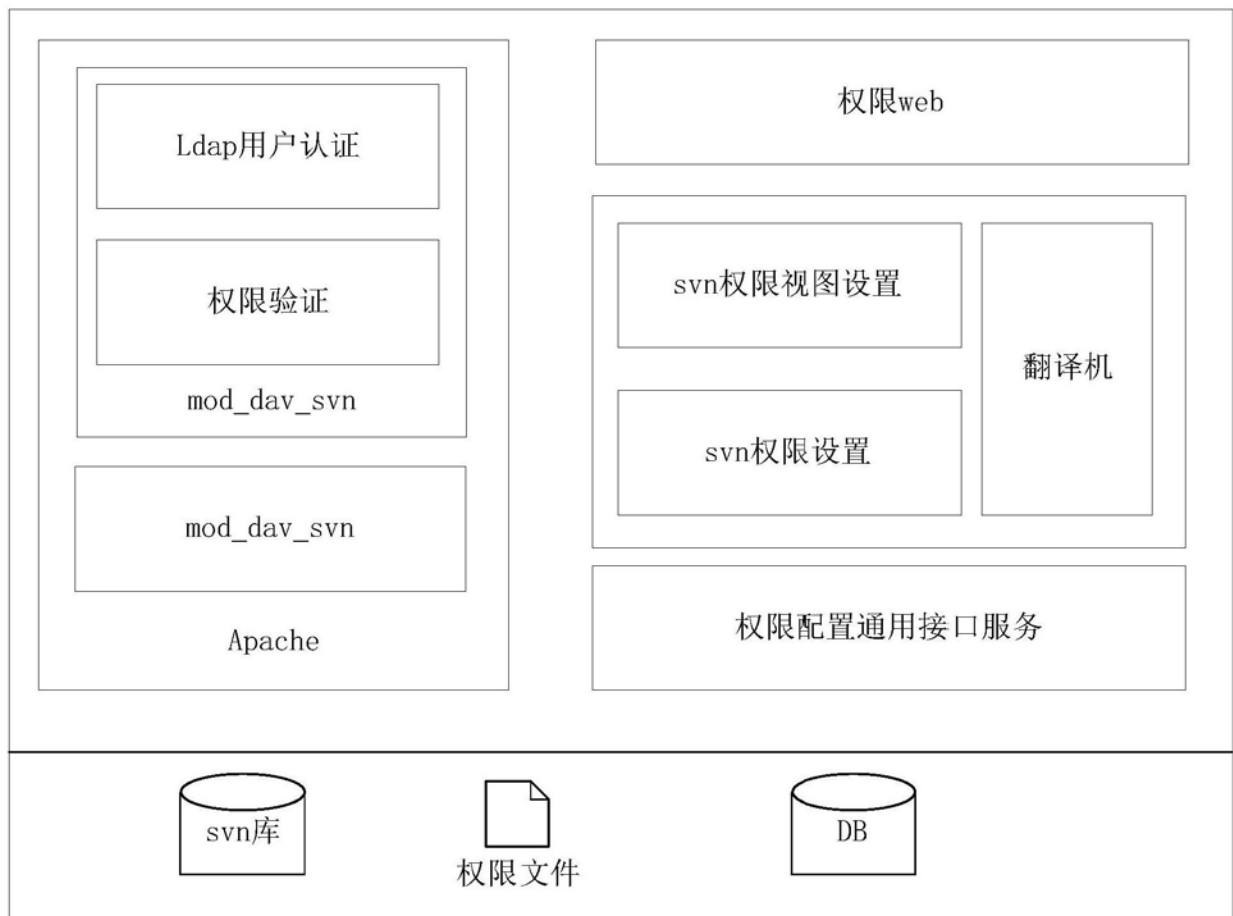 Ldap用户认证
权限验证
mod_dav_svn
mod_dav_svn
Apache
权限web
svn权限视图设置
svn权限设置
翻译机
权限配置通用接口服务
svn库
权限文件
DB